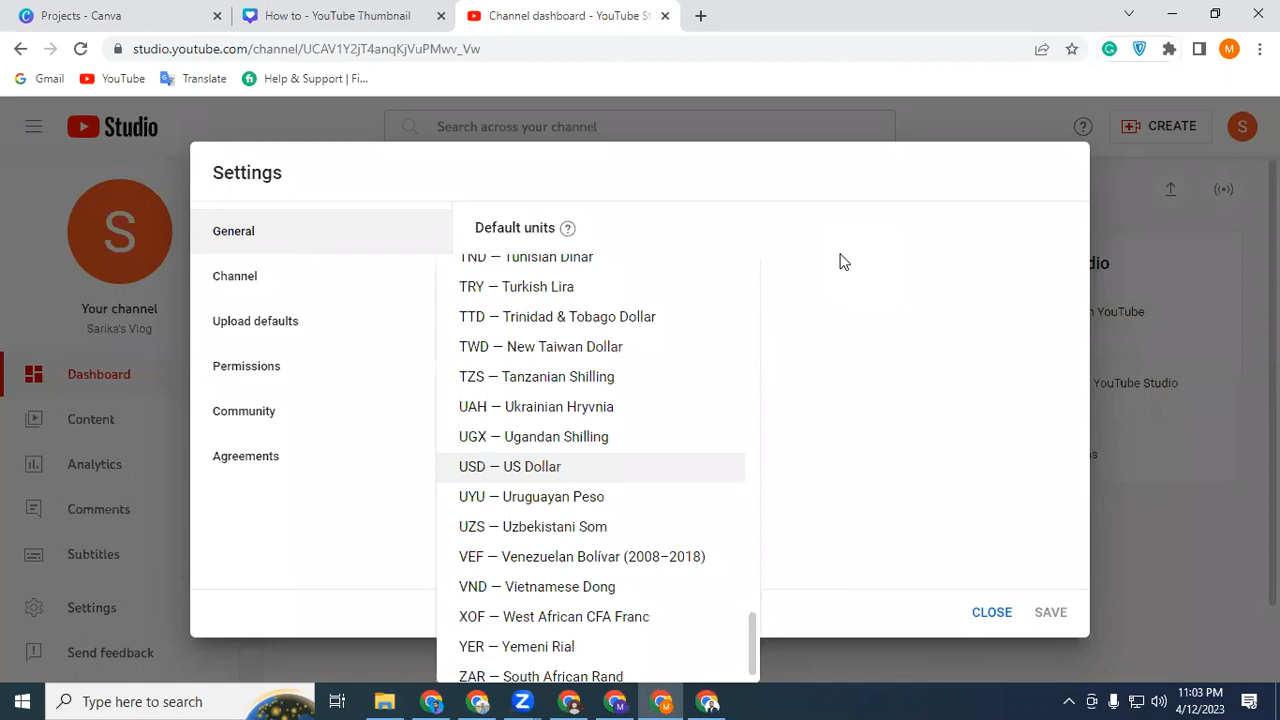 Projects - Canva
How to - YouTube Thumbnail
Channel dashboard - YouTube St
studio.youtube.com/channel/UCAV1Y2jT4anqKjVuPMwv_Vw
M
Gmail
YouTube
Translate
Help & Support | Fi...
Studio
Search across your channel
CREATE
S
Settings
S
Default units
General
TND — Tunisian Dinar
dio
Channel
TRY — Turkish Lira
Your channel
YouTube
Upload defaults
TTD — Trinidad & Tobago Dollar
Sarika's Vlog
TWD — New Taiwan Dollar
Permissions
Dashboard
TZS — Tanzanian Shilling
YouTube Studio
Community
UAH — Ukrainian Hryvnia
Content
UGX — Ugandan Shilling
Agreements
Analytics
USD — US Dollar
UYU — Uruguayan Peso
Comments
UZS — Uzbekistani Som
Subtitles
VEF — Venezuelan Bolívar (2008–2018)
VND — Vietnamese Dong
Settings
XOF — West African CFA Franc
CLOSE
SAVE
YER — Yemeni Rial
Send feedback
ZAR — South African Rand
Type here to search
11:03 PM
4/12/2023